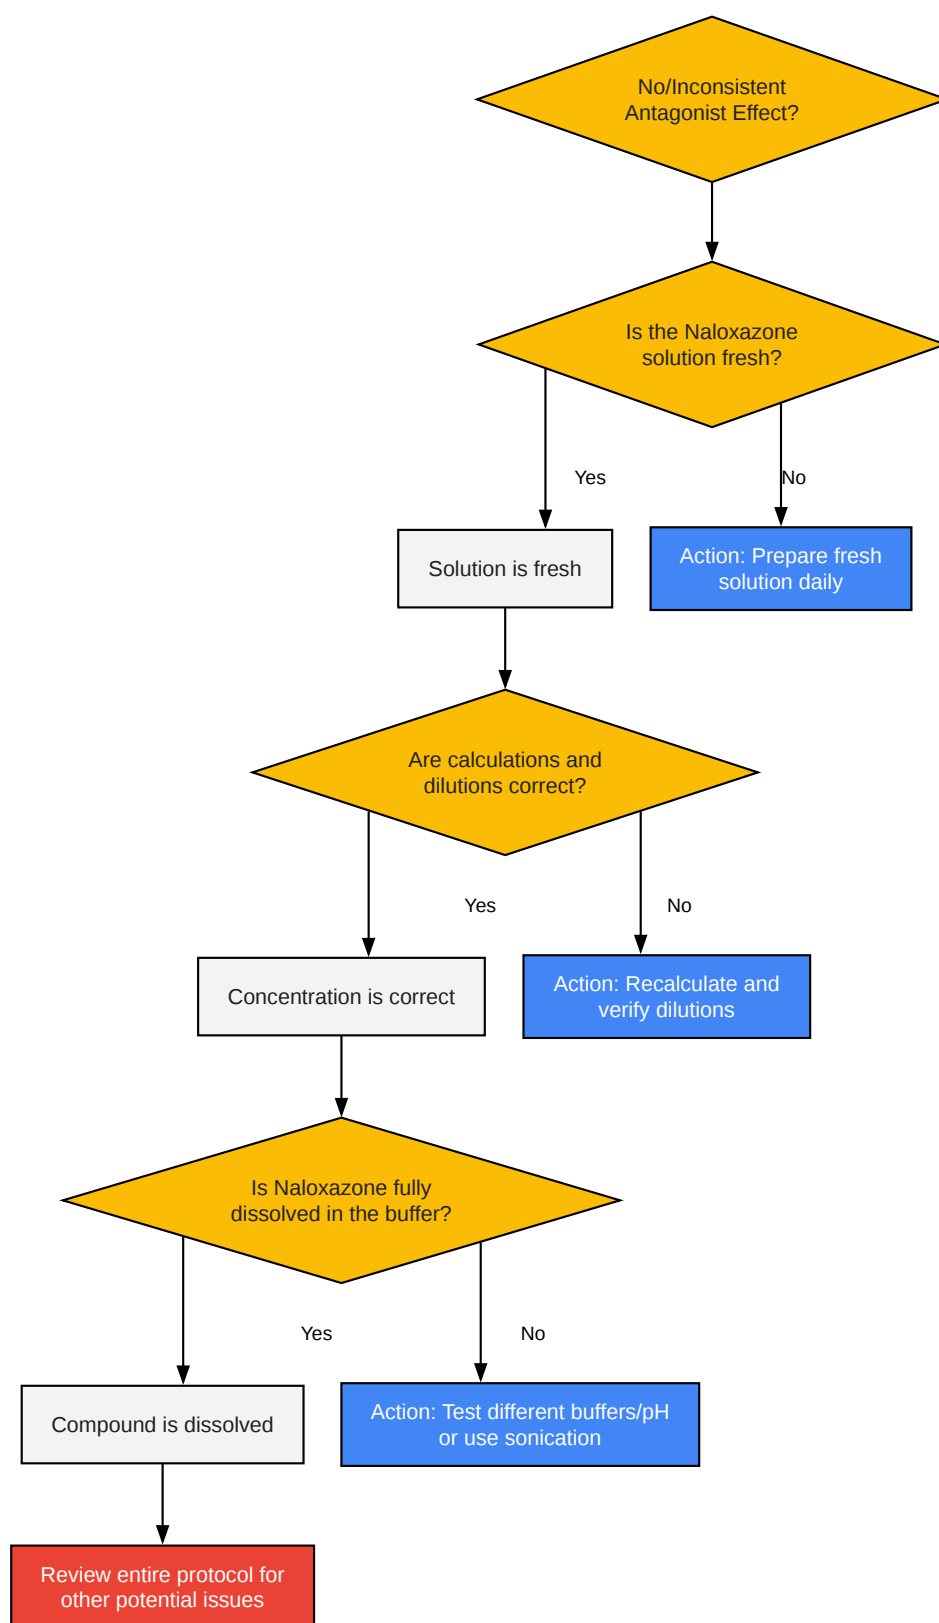 No/Inconsistent
Antagonist Effect?
Is the Naloxazone
solution fresh?
Yes
No
Solution is fresh
Action: Prepare fresh
solution daily
Are calculations and
dilutions correct?
Yes
No
Concentration is correct
Action: Recalculate and
verify dilutions
Is Naloxazone fully
dissolved in the buffer?
Yes
No
Compound is dissolved
Action: Test different buffers/pH
or use sonication
Review entire protocol for
other potential issues